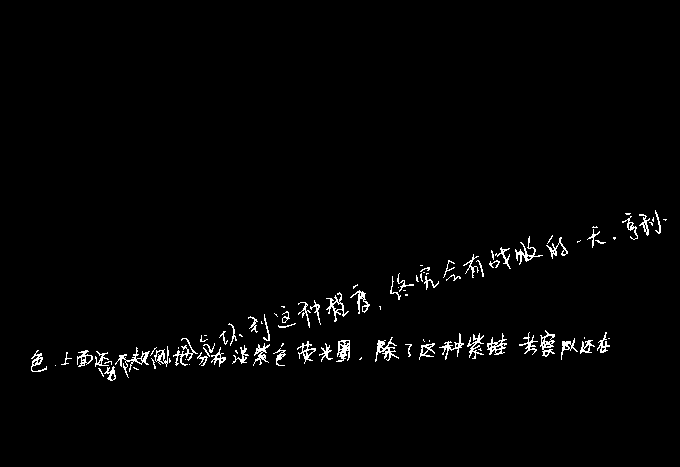 到这种程度，终究会有战败的一天．亨利．
色．上面还不规则地分布淡紫色荧光圈．除了这种紫蛙 考察队还在